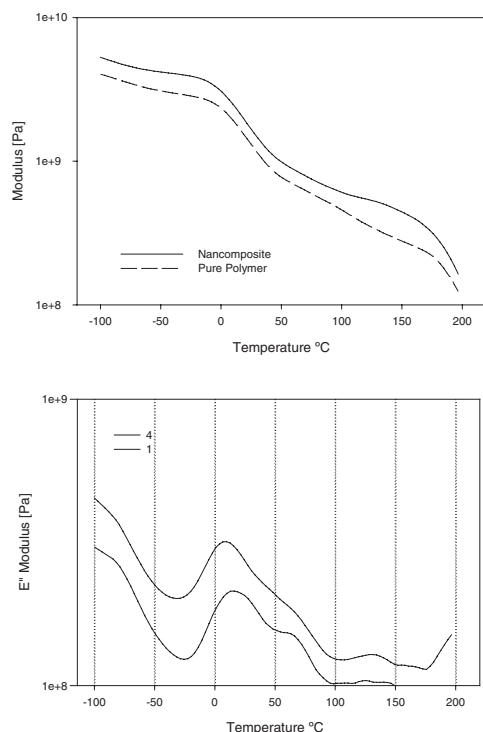 1e+10
Modulus [Pa]
1e+9
Nancomposite
Pure Polymer
1e+8
-100 -50 0 50 100 150 200
Temperature ºC
1e+9
4
1
E" Modulus [Pa]
1e+8
-100 -50 0 50 100 150 200
Temperature ºC